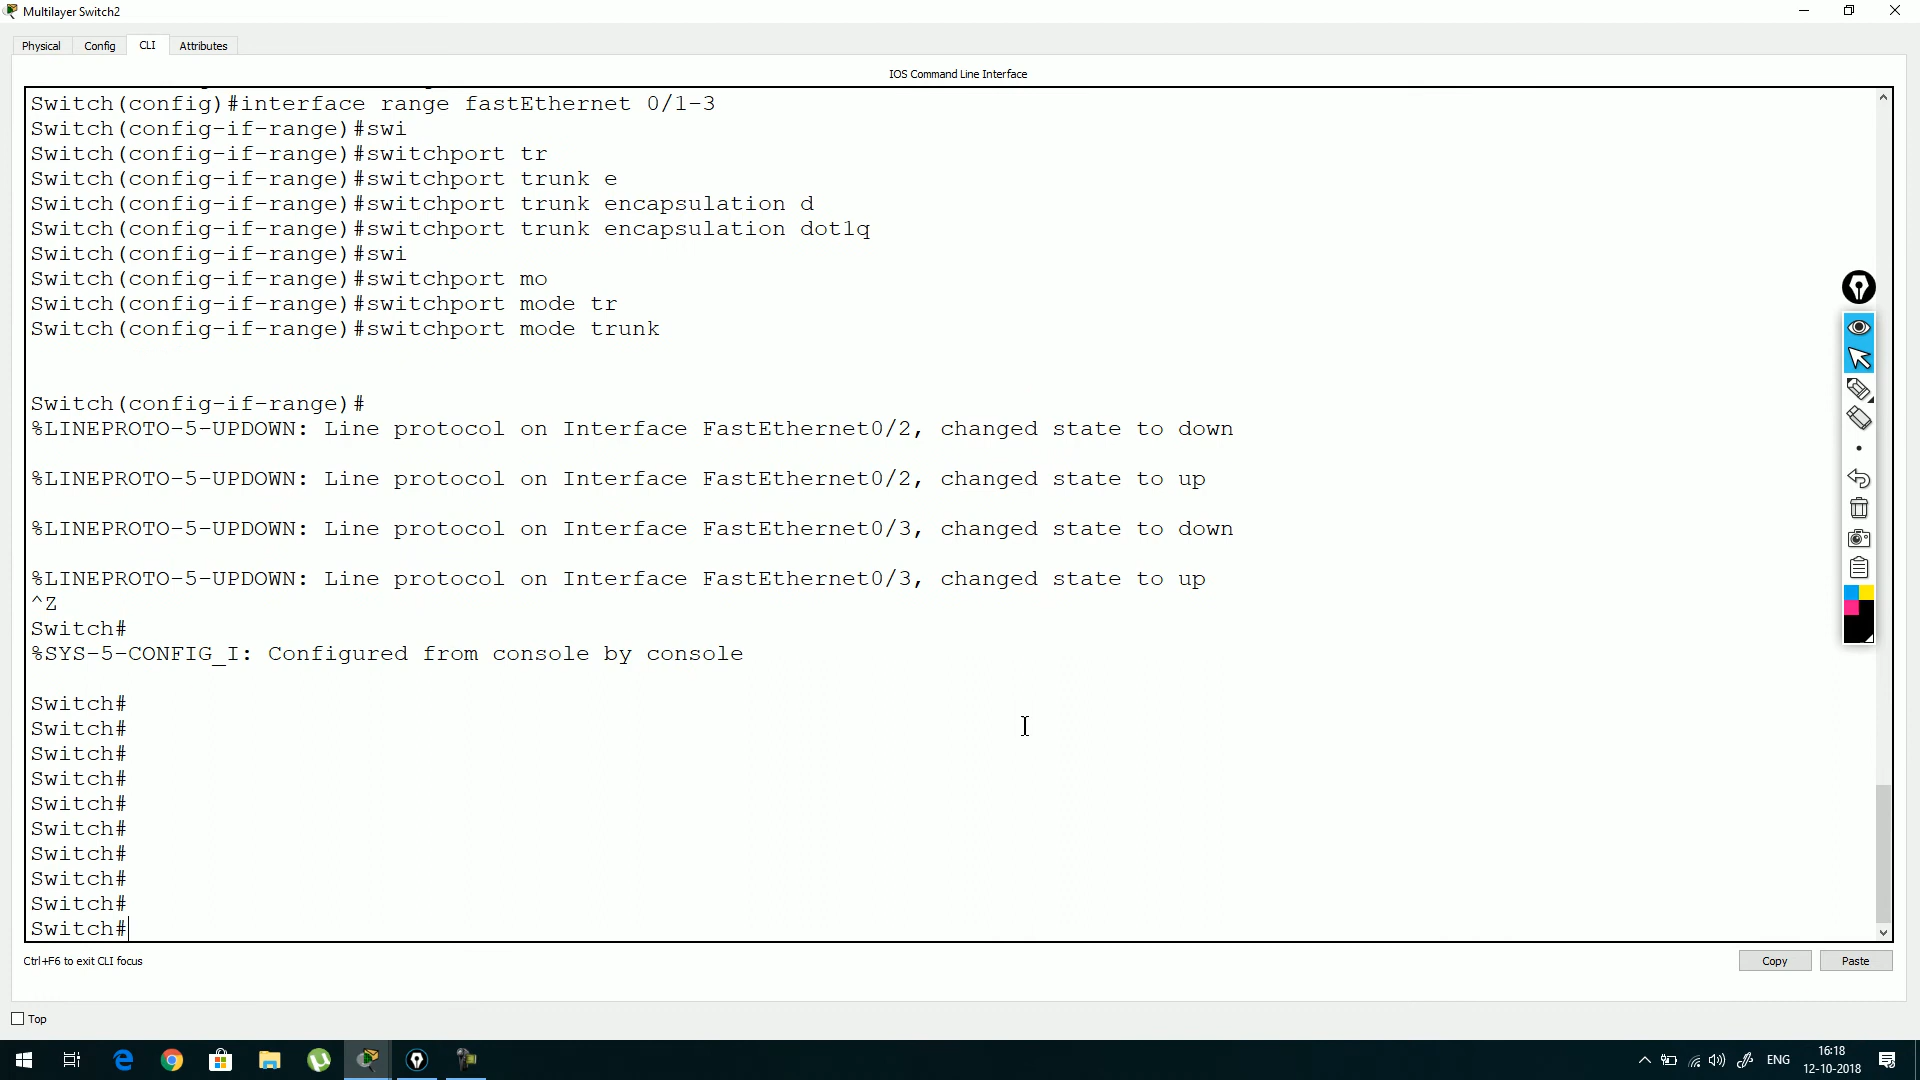 Multilayer Switch2
Physical Config CLI Attributes
IOS Command Line Interface
Switch(config)#interface range fastEthernet 0/1-3
Switch(config-if-range)#swi
Switch(config-if-range)#switchport tr
Switch(config-if-range)#switchport trunk e
Switch(config-if-range)#switchport trunk encapsulation d
Switch(config-if-range)#switchport trunk encapsulation dot1q
Switch(config-if-range)#swi
Switch(config-if-range)#switchport mo
Switch(config-if-range)#switchport mode tr
Switch(config-if-range)#switchport mode trunk
Switch(config-if-range)#
%LINEPROTO-5-UPDOWN: Line protocol on Interface FastEthernet0/2, changed state to down
%LINEPROTO-5-UPDOWN: Line protocol on Interface FastEthernet0/2, changed state to up
%LINEPROTO-5-UPDOWN: Line protocol on Interface FastEthernet0/3, changed state to down
%LINEPROTO-5-UPDOWN: Line protocol on Interface FastEthernet0/3, changed state to up
^Z
Switch#
%SYS-5-CONFIG_I: Configured from console by console
Switch#
Switch#
Switch#
Switch#
Switch#
Switch#
Switch#
Switch#
Switch#
Switch#
Ctrl+F6 to exit CLI focus
Copy Paste
Top
ENG
16:18
12-10-2018